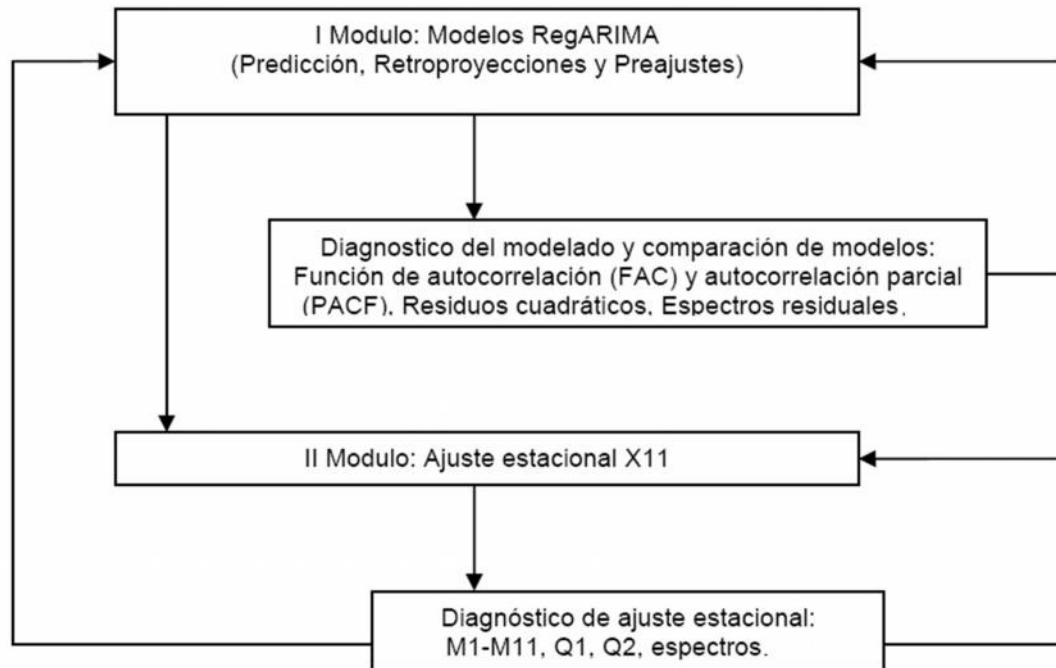 I Modulo: Modelos RegARIMA
(Predicción, Retroproyecciones y Preajustes)
Diagnostico del modelado y comparación de modelos:
Función de autocorrelación (FAC) y autocorrelación parcial
(PACF), Residuos cuadráticos, Espectros residuales.
II Modulo: Ajuste estacional X11
Diagnóstico de ajuste estacional:
M1-M11, Q1, Q2, espectros.